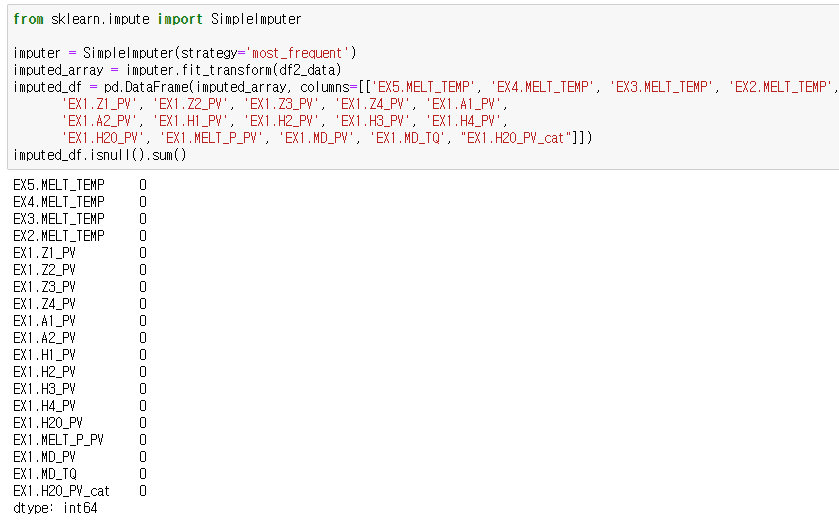 from sklearn.impute import SimpleImputer
imputer = SimpleImputer(strategy='most_frequent')
imputed_array = imputer.fit_transform(df2_data)
imputed_df = pd.DataFrame(imputed_array, columns=[['EX5.MELT_TEMP', 'EX4.MELT_TEMP', 'EX3.MELT_TEMP', 'EX2.MELT_TEMP',
'EX1.Z1_PV', 'EX1.Z2_PV', 'EX1.Z3_PV', 'EX1.Z4_PV', 'EX1.A1_PV',
'EX1.A2_PV', 'EX1.H1_PV', 'EX1.H2_PV', 'EX1.H3_PV', 'EX1.H4_PV',
'EX1.H2O_PV', 'EX1.MELT_P_PV', 'EX1.MD_PV', 'EX1.MD_TQ', "EX1.H2O_PV_cat"]])
imputed_df.isnull().sum()
EX5.MELT_TEMP 0
EX4.MELT_TEMP 0
EX3.MELT_TEMP 0
EX2.MELT_TEMP 0
EX1.Z1_PV 0
EX1.Z2_PV 0
EX1.Z3_PV 0
EX1.Z4_PV 0
EX1.A1_PV 0
EX1.A2_PV 0
EX1.H1_PV 0
EX1.H2_PV 0
EX1.H3_PV 0
EX1.H4_PV 0
EX1.H2O_PV 0
EX1.MELT_P_PV 0
EX1.MD_PV 0
EX1.MD_TQ 0
EX1.H2O_PV_cat 0
dtype: int64